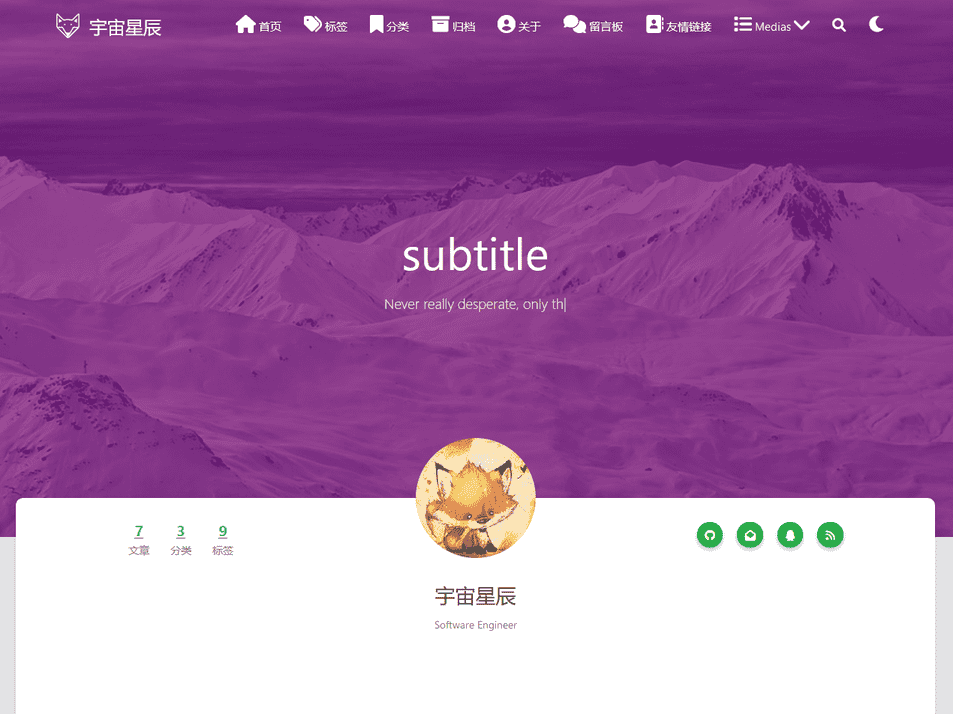 宇宙星辰 首页 标签 分类 归档 关于 留言板 友情链接 Medias
subtitle
Never really desperate, only th|
7 3 9
文章 分类 标签
宇宙星辰
Software Engineer